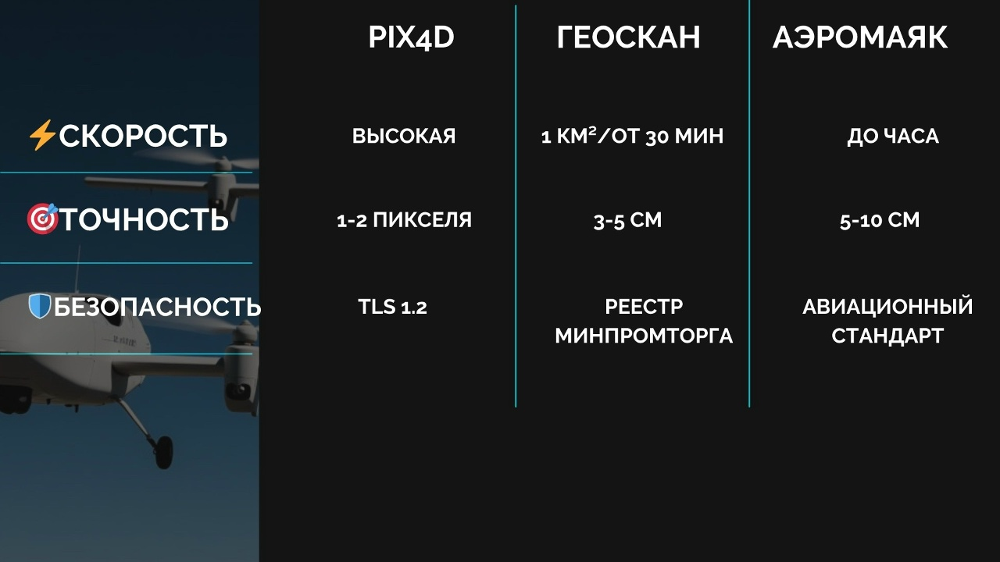 PIX4D ГЕОСКАН АЭРОМАЯК
⚡СКОРОСТЬ ВЫСОКАЯ 1 КМ²/ОТ 30 МИН ДО ЧАСА
🎯ТОЧНОСТЬ 1-2 ПИКСЕЛЯ 3-5 СМ 5-10 СМ
🛡️БЕЗОПАСНОСТЬ TLS 1.2 РЕЕСТР АВИАЦИОННЫЙ
МИНПРОМТОРГА СТАНДАРТ